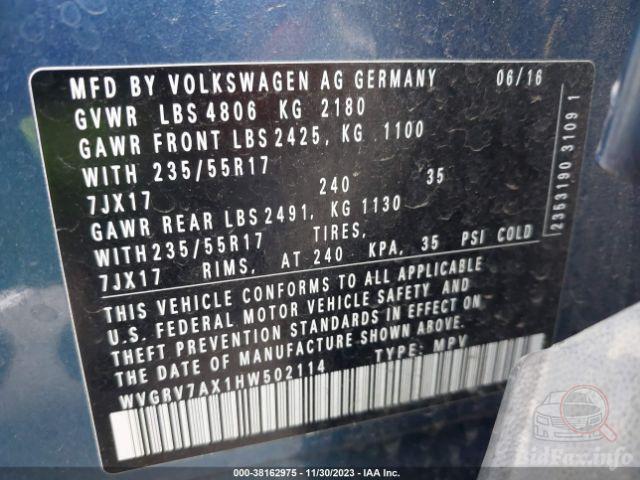 MFD BY VOLKSWAGEN AG GERMANY 06/16
GVWR LBS 4806 KG 2180
GAWR FRONT LBS 2425, KG 1100
WITH 235/55R17
7JX17 240 35
GAWR REAR LBS 2491, KG 1130
WITH 235/55R17 TIRES,
7JX17 RIMS, AT 240 KPA, 35 PSI COLD
THIS VEHICLE CONFORMS TO ALL APPLICABLE
U.S. FEDERAL MOTOR VEHICLE SAFETY AND
THEFT PREVENTION STANDARDS IN EFFECT ON
THE DATE OF MANUFACTURE SHOWN ABOVE.
WVGRV7AX1HW502114 TYPE: MPV
2353190 3109 1
000-38162975 - 11/30/2023 - IAA Inc.
BidFax.info